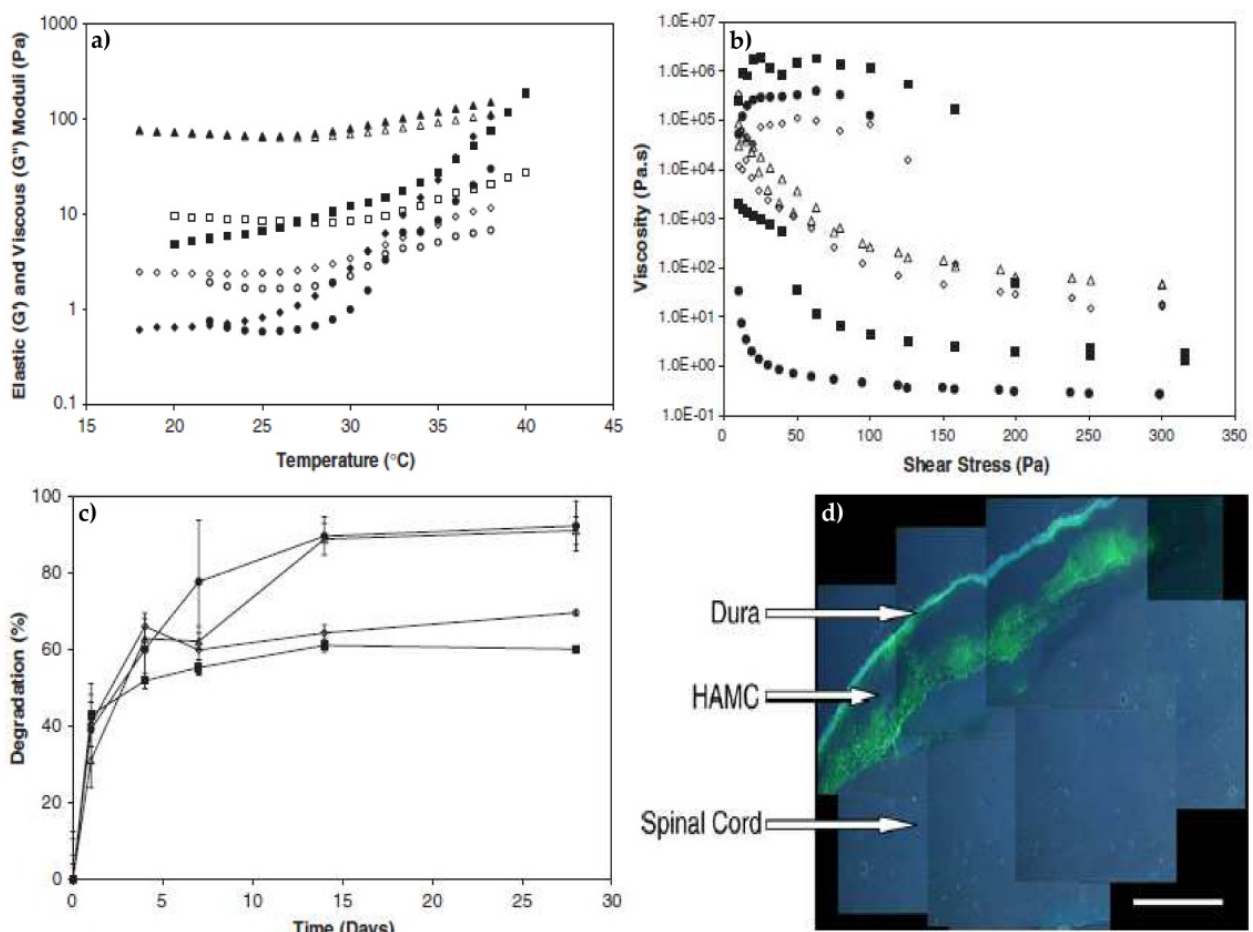 a)
Elastic (G') and Viscous (G") Moduli (Pa)
1000
100
10
1
0.1
15 20 25 30 35 40 45
Temperature (°C)
b)
Viscosity (Pa.s)
1.0E+07
1.0E+06
1.0E+05
1.0E+04
1.0E+03
1.0E+02
1.0E+01
1.0E+00
1.0E-01
0 50 100 150 200 250 300 350
Shear Stress (Pa)
c)
Degradation (%)
100
80
60
40
20
0
0 5 10 15 20 25 30
Time (Days)
d)
Dura
HAMC
Spinal Cord